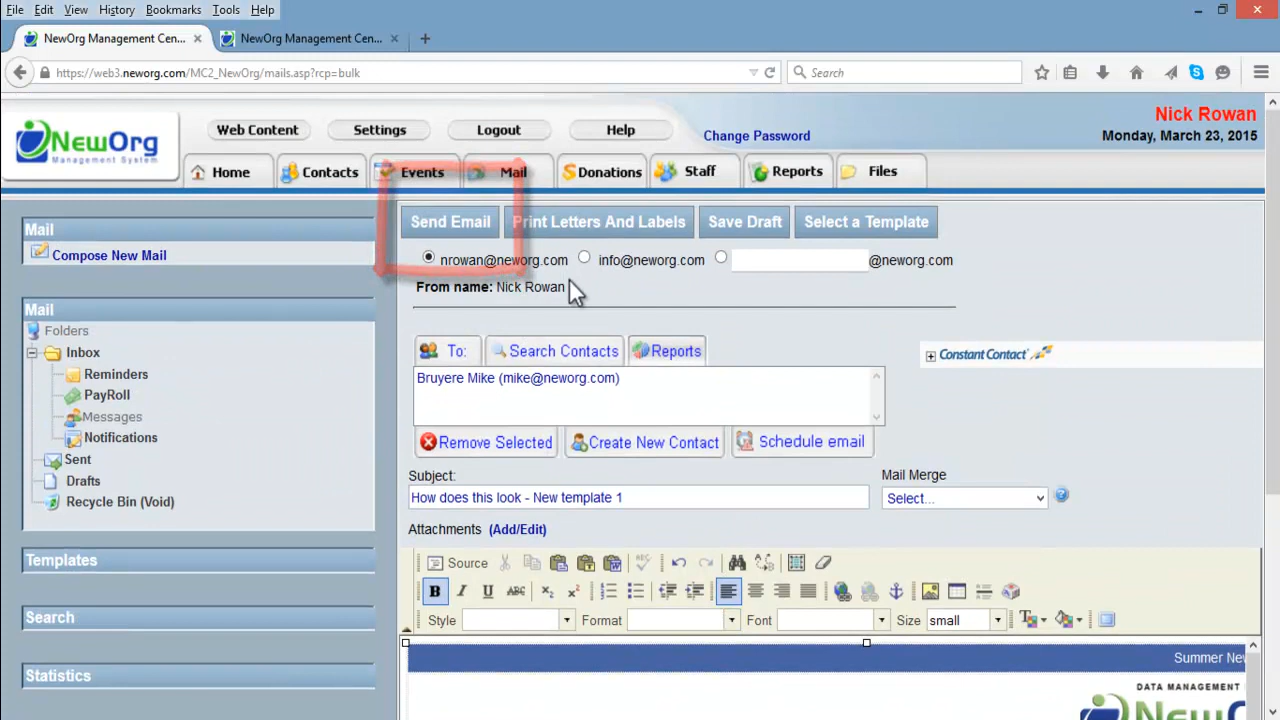 File Edit View History Bookmarks Tools Help
NewOrg Management Cen... × NewOrg Management Cen... × +
https://web3.neworg.com/MC2_NewOrg/mails.asp?rcp=bulk Search
NewOrg
Management System
Web Content Settings Logout Help Change Password
Nick Rowan
Monday, March 23, 2015
Home Contacts Events Mail Donations Staff Reports Files
Mail
Compose New Mail
Mail
Folders
Inbox
Reminders
PayRoll
Messages
Notifications
Sent
Drafts
Recycle Bin (Void)
Templates
Search
Statistics
Send Email Print Letters And Labels Save Draft Select a Template
nrowan@neworg.com info@neworg.com @neworg.com
From name: Nick Rowan
To: Search Contacts Reports
Constant Contact
Bruyere Mike (mike@neworg.com)
Remove Selected Create New Contact Schedule email
Subject: Mail Merge
How does this look - New template 1 Select...
Attachments (Add/Edit)
Source
B I U ABC x₂ x²
Style Format Font Size small
Summer New
DATA MANAGEMENT
NewO